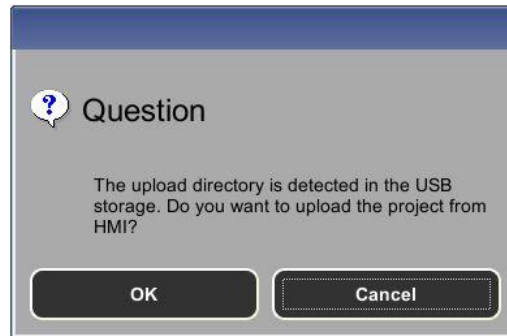 ?
Question
The upload directory is detected in the USB
storage. Do you want to upload the project from
HMI?
OK
Cancel